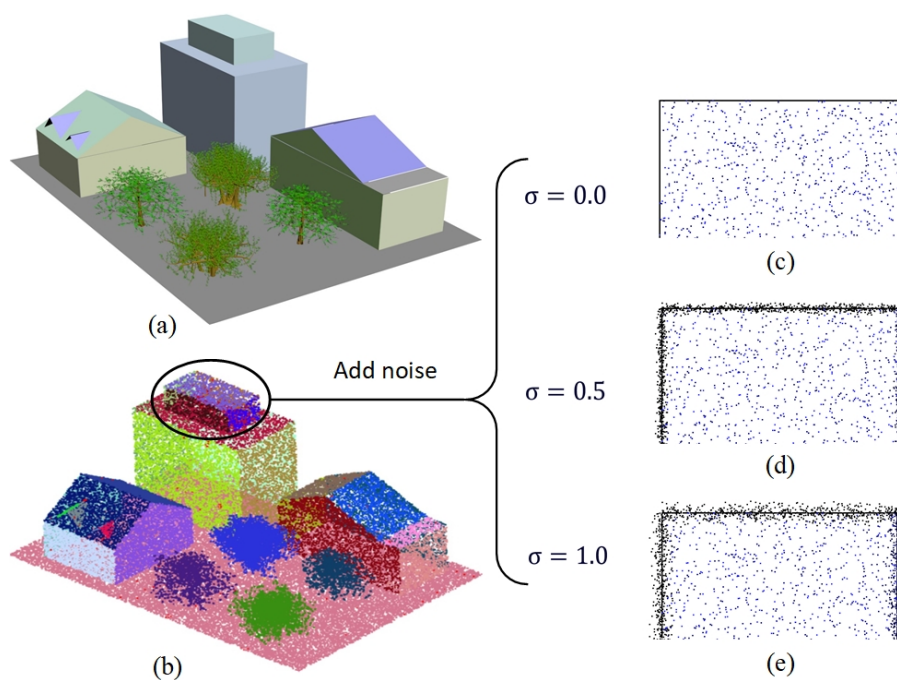 (a)
Add noise
(b)
σ = 0.0
σ = 0.5
σ = 1.0
(c)
(d)
(e)